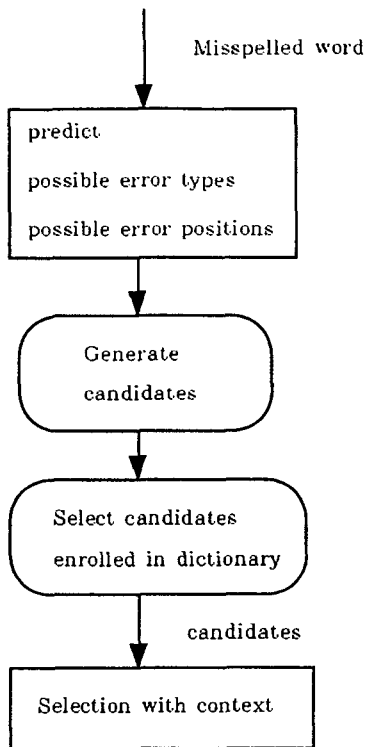 Misspelled word
predict
possible error types
possible error positions
Generate
candidates
Select candidates
enrolled in dictionary
candidates
Selection with context